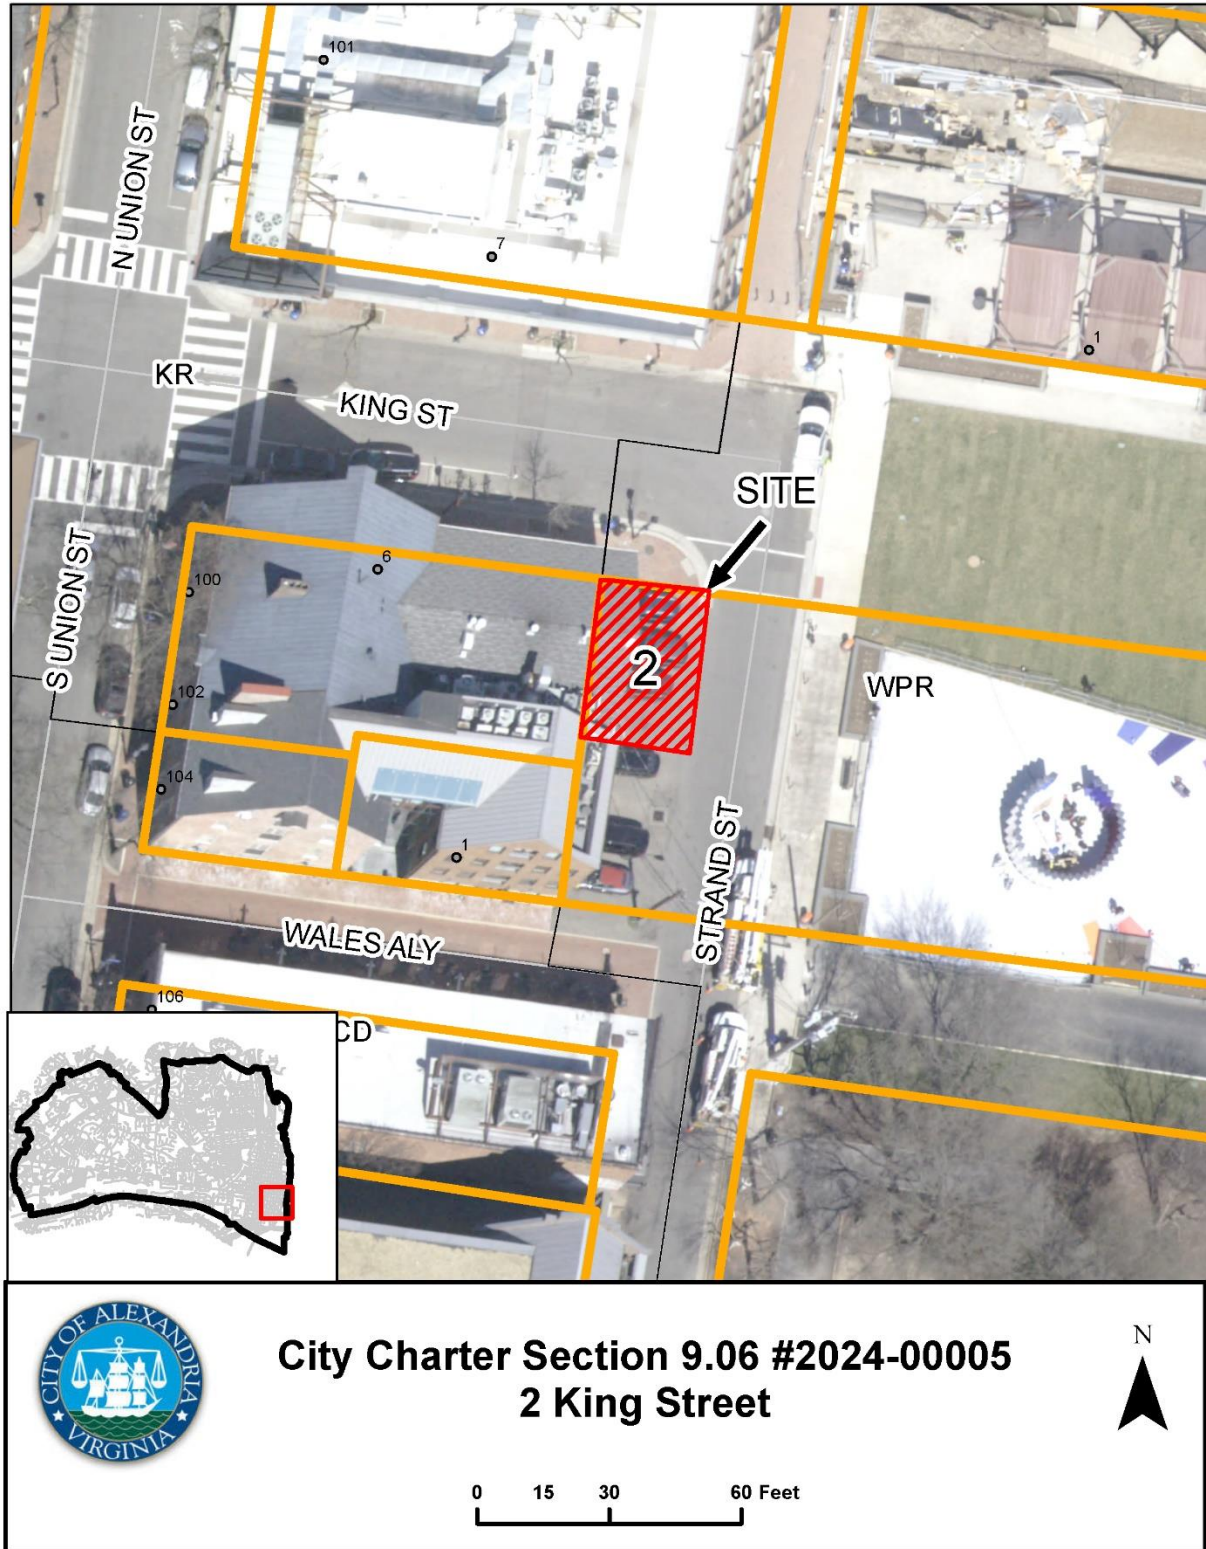 101
N UNION ST
7
1
KR
KING ST
SITE
6
100
S UNION ST
2
WPR
102
104
1
STRAND ST
WALES ALY
106
CD
CITY OF ALEXANDRIA
VIRGINIA
City Charter Section 9.06 #2024-00005
2 King Street
N
0 15 30 60 Feet